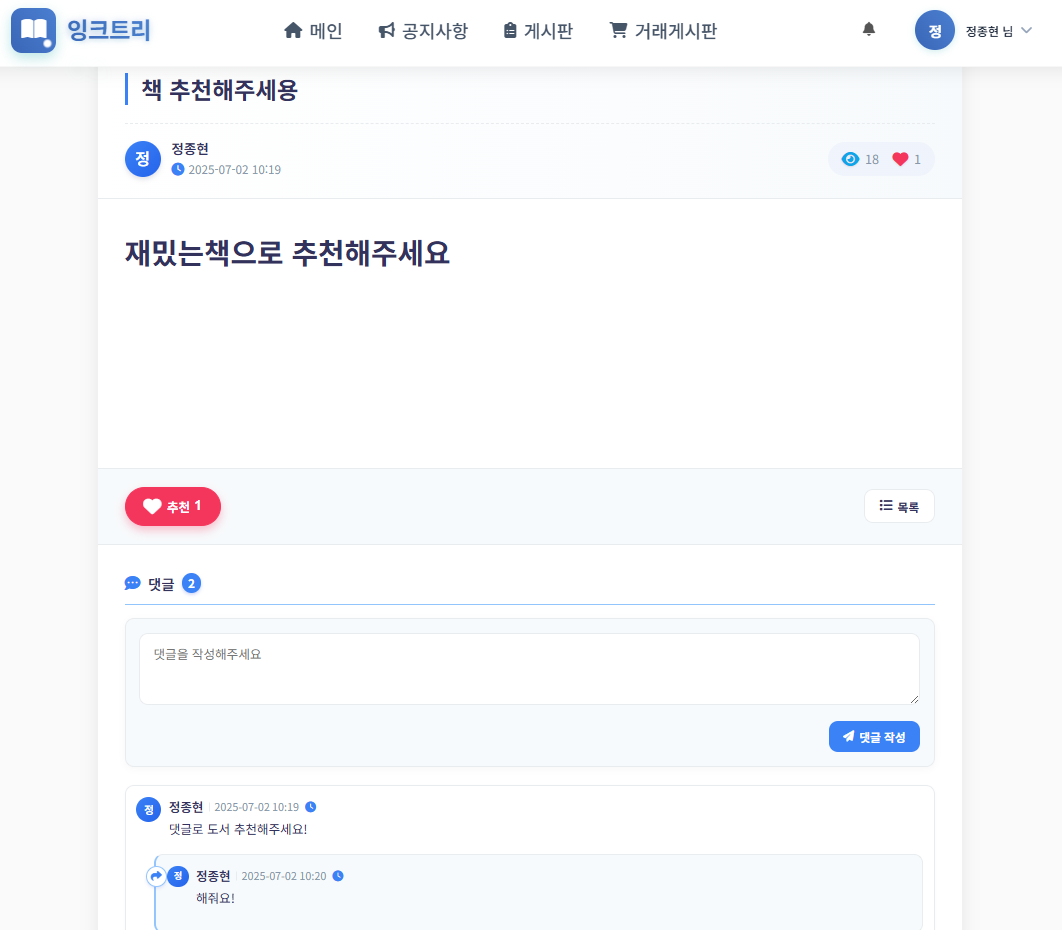 잉크트리
메인 공지사항 게시판 거래게시판
정 정종현 님
책 추천해주세용
정 정종현
2025-07-02 10:19
18 1
재밌는책으로 추천해주세요
추천 1
목록
댓글 2
댓글을 작성해주세요
댓글 작성
정 정종현 2025-07-02 10:19
댓글로 도서 추천해주세요!
정 정종현 2025-07-02 10:20
해줘요!